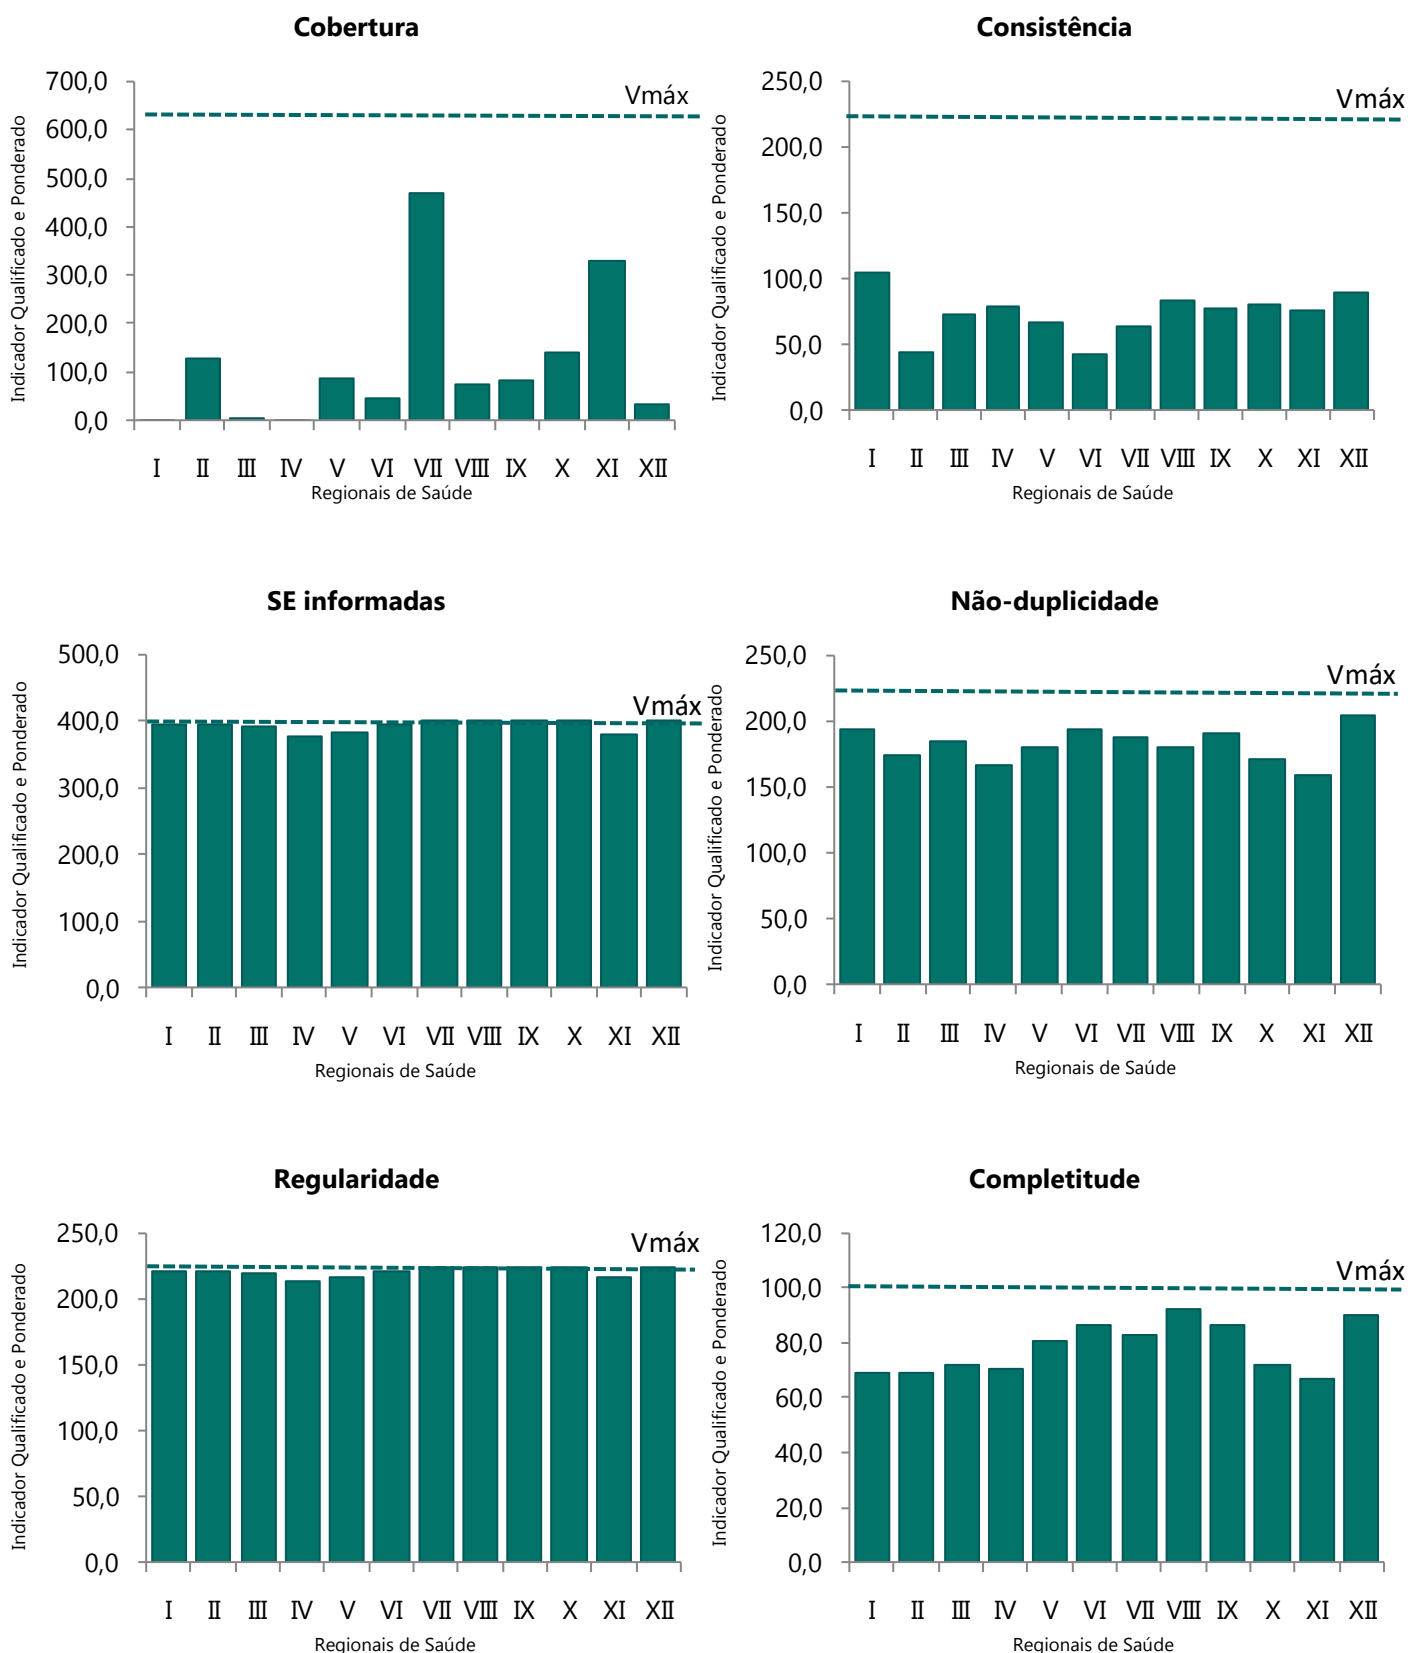 Cobertura
Indicador Qualificado e Ponderado
700,0
600,0
500,0
400,0
300,0
200,0
100,0
0,0
Vmáx
I II III IV V VI VII VIII IX X XI XII
Regionais de Saúde
Consistência
Indicador Qualificado e Ponderado
250,0
200,0
150,0
100,0
50,0
0,0
Vmáx
I II III IV V VI VII VIII IX X XI XII
Regionais de Saúde
SE informadas
Indicador Qualificado e Ponderado
500,0
400,0
300,0
200,0
100,0
0,0
Vmáx
I II III IV V VI VII VIII IX X XI XII
Regionais de Saúde
Não-duplicidade
Indicador Qualificado e Ponderado
250,0
200,0
150,0
100,0
50,0
0,0
Vmáx
I II III IV V VI VII VIII IX X XI XII
Regionais de Saúde
Regularidade
Indicador Qualificado e Ponderado
250,0
200,0
150,0
100,0
50,0
0,0
Vmáx
I II III IV V VI VII VIII IX X XI XII
Regionais de Saúde
Completitude
Indicador Qualificado e Ponderado
120,0
100,0
80,0
60,0
40,0
20,0
0,0
Vmáx
I II III IV V VI VII VIII IX X XI XII
Regionais de Saúde